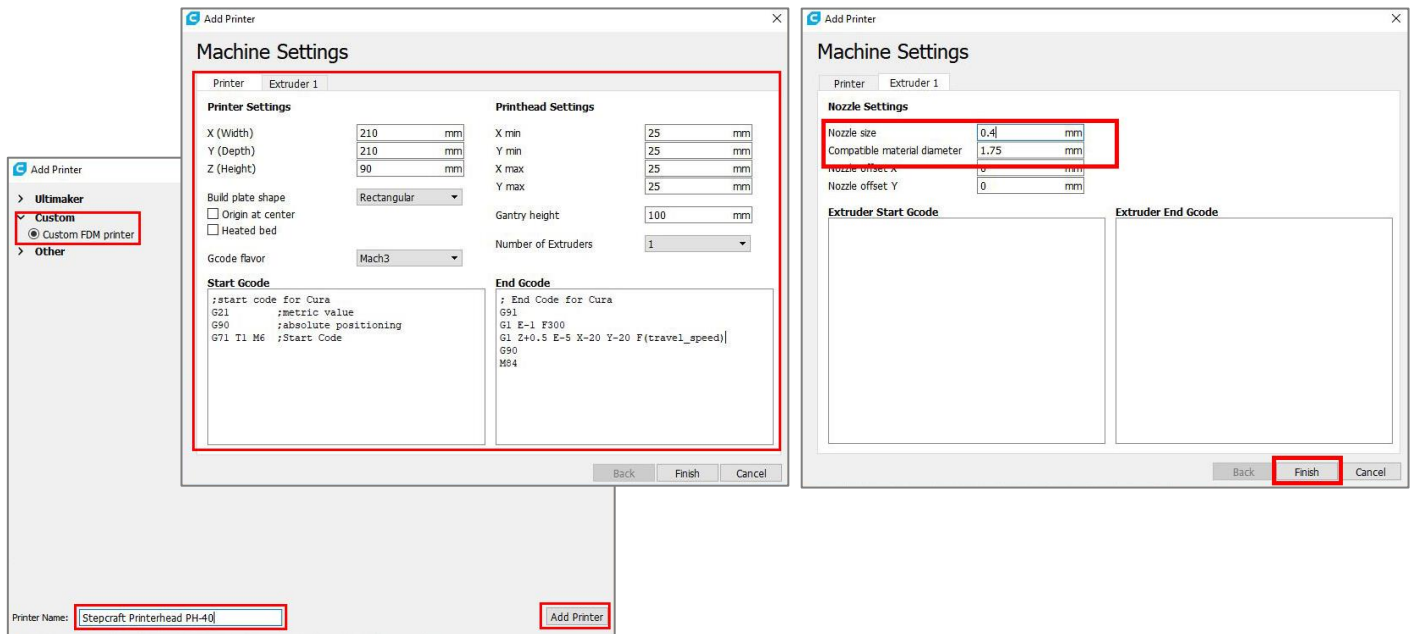 Add Printer
Ultimaker
Custom
Custom FDM printer
Other
Printer Name: Stepcraft Printerhead PH-40
Add Printer
Add Printer
Machine Settings
Printer Extruder 1
Printer Settings
X (Width) 210 mm
Y (Depth) 210 mm
Z (Height) 90 mm
Build plate shape Rectangular
Origin at center
Heated bed
Gcode flavor Mach3
Printhead Settings
X min 25 mm
Y min 25 mm
X max 25 mm
Y max 25 mm
Gantry height 100 mm
Number of Extruders 1
Start Gcode
;start code for Cura
G21 ;metric value
G90 ;absolute positioning
G71 T1 M6 ;Start Code
End Gcode
; End Code for Cura
G91
G1 E-1 F300
G1 Z+0.5 E-5 X-20 Y-20 F(travel_speed)
G90
M84
Back Finish Cancel
Add Printer
Machine Settings
Printer Extruder 1
Nozzle Settings
Nozzle size 0.4 mm
Compatible material diameter 1.75 mm
Nozzle offset X 0 mm
Nozzle offset Y 0 mm
Extruder Start Gcode
Extruder End Gcode
Back Finish Cancel